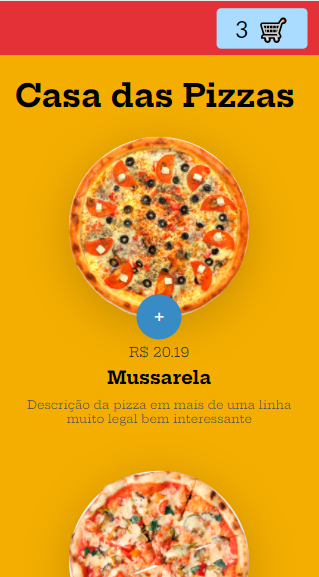 3
Casa das Pizzas
+
R$ 20.19
Mussarela
Descrição da pizza em mais de uma linha
muito legal bem interessante